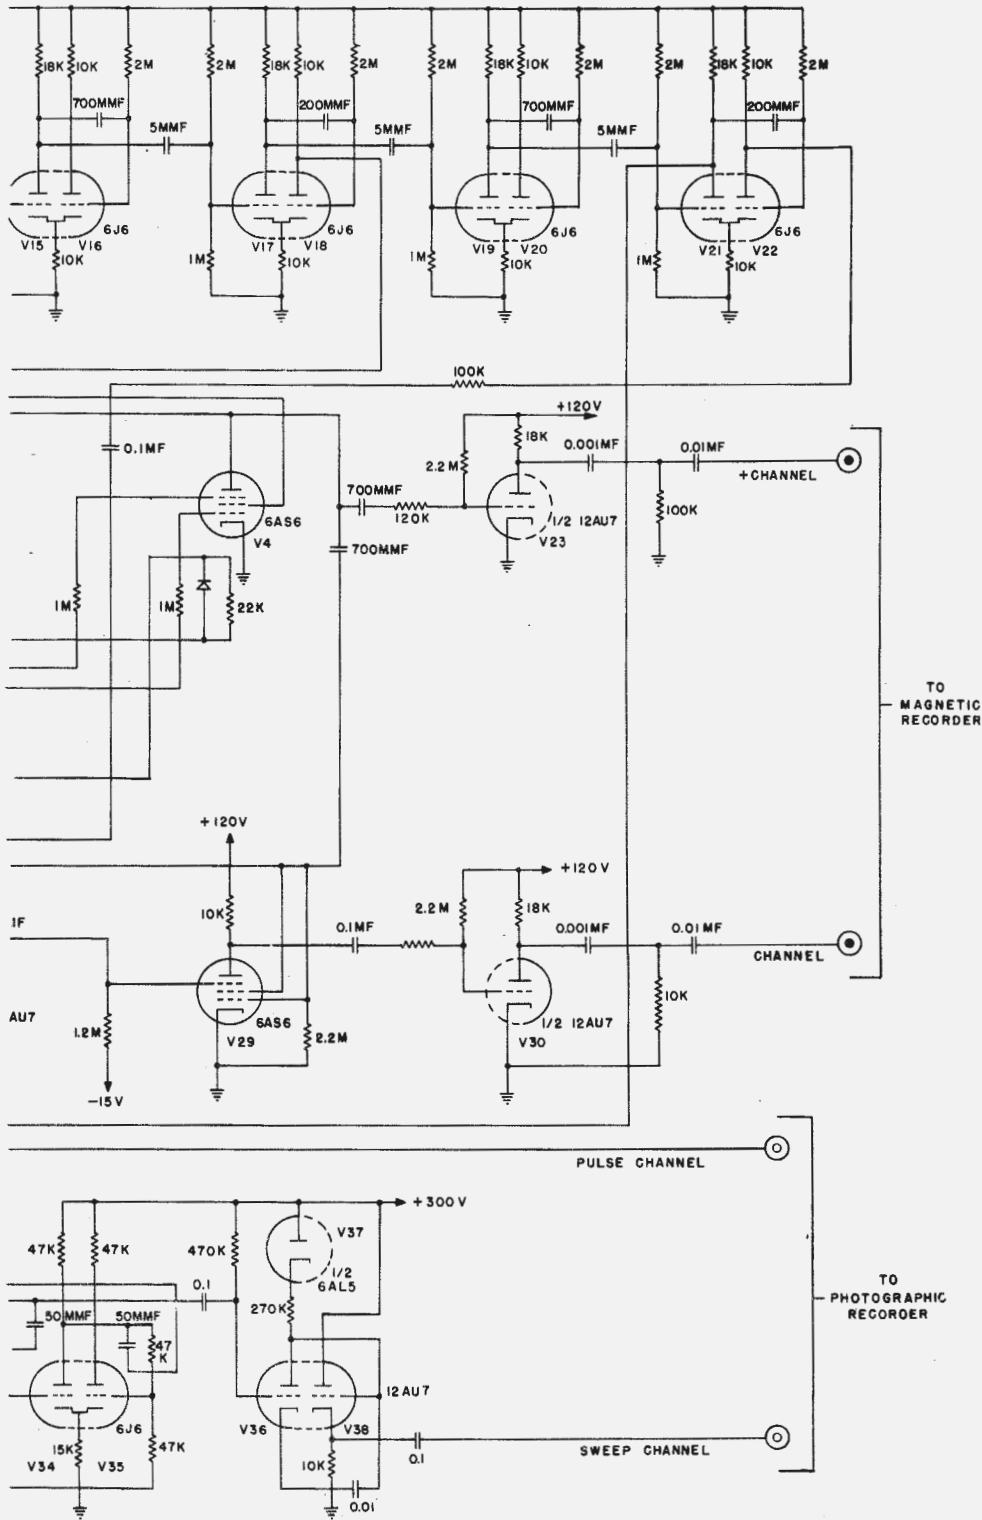 18K 10K 2M 2M 18K 10K 2M 2M 18K 10K 2M 2M 18K 10K 2M
700MMF 200MMF 700MMF 200MMF
5MMF 5MMF 5MMF
6J6 6J6 6J6 6J6
V15 V16 V17 V18 V19 V20 V21 V22
10K 1M 10K 1M 10K 1M 10K
100K
+120V
0.1MF 18K 0.001MF 0.01MF
2.2M +CHANNEL
700MMF
120K 100K
6AS6 1/2 12AU7
V4 V23
700MMF
1M 1M 22K
TO
MAGNETIC
RECORDER
+120V
+120V
10K 2.2M 18K
1F 0.1MF 0.001MF 0.01MF
CHANNEL
10K
AU7 6AS6 1/2 12AU7
1.2M V29 2.2M V30
-15V
PULSE CHANNEL
+300V
V37
47K 47K 470K
1/2
6AL5
0.1
270K
50MMF 50MMF
47
K
TO
PHOTOGRAPHIC
RECORDER
12AU7
6J6 V36 V38
15K 47K
V34 V35 10K 0.1 SWEEP CHANNEL
0.01